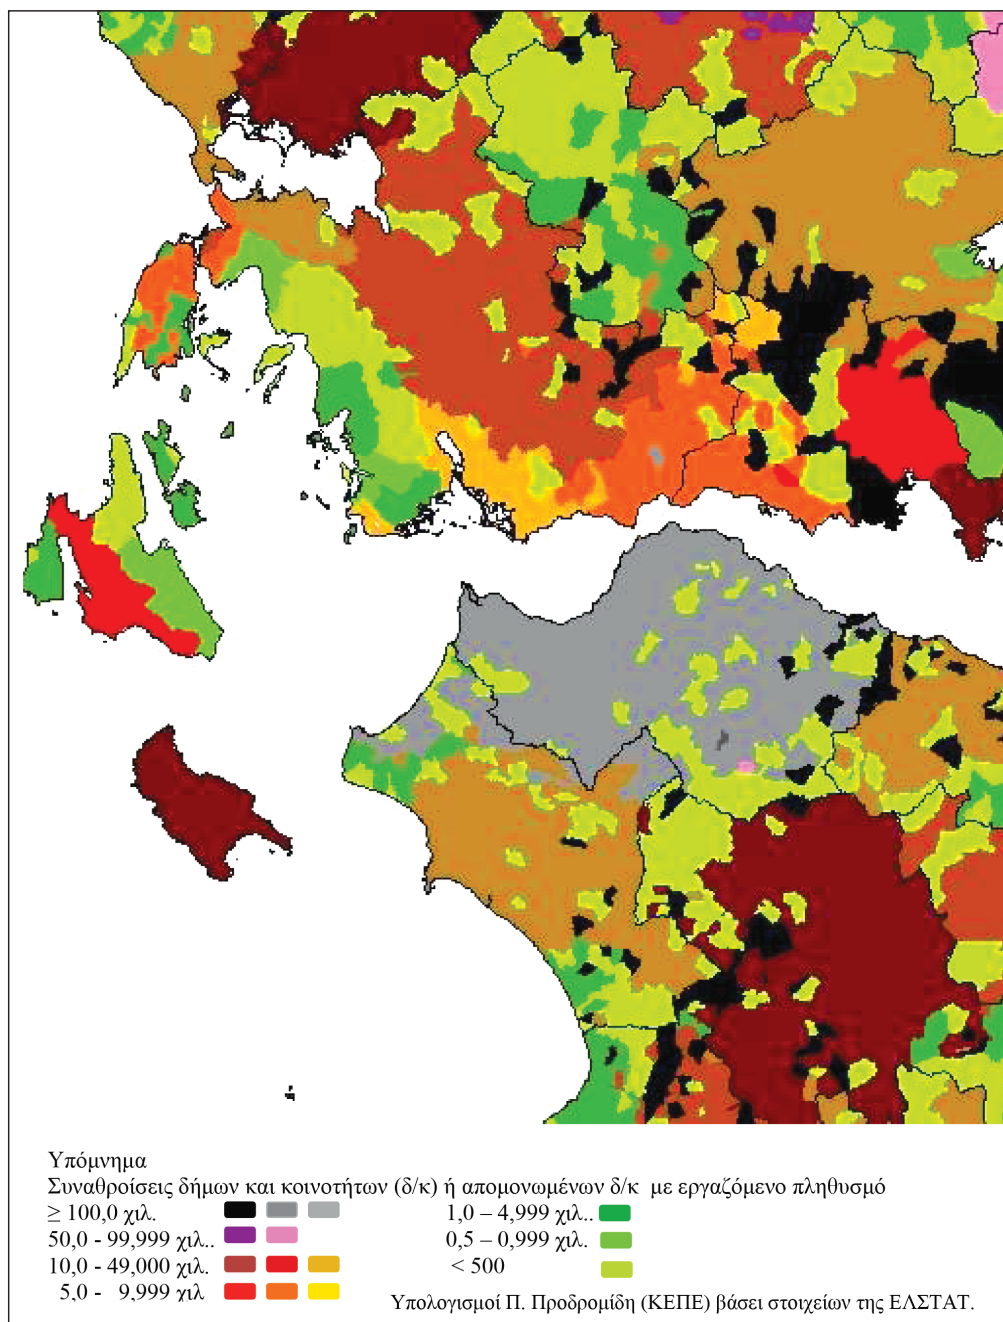 Υπόμνημα
Συναθροίσεις δήμων και κοινοτήτων (δ/κ) ή απομονωμένων δ/κ με εργαζόμενο πληθυσμό
≥ 100,0 χιλ.
50,0 - 99,999 χιλ..
10,0 - 49,000 χιλ.
5,0 - 9,999 χιλ
1,0 – 4,999 χιλ..
0,5 – 0,999 χιλ.
< 500
Υπολογισμοί Π. Προδρομίδη (ΚΕΠΕ) βάσει στοιχείων της ΕΛΣΤΑΤ.